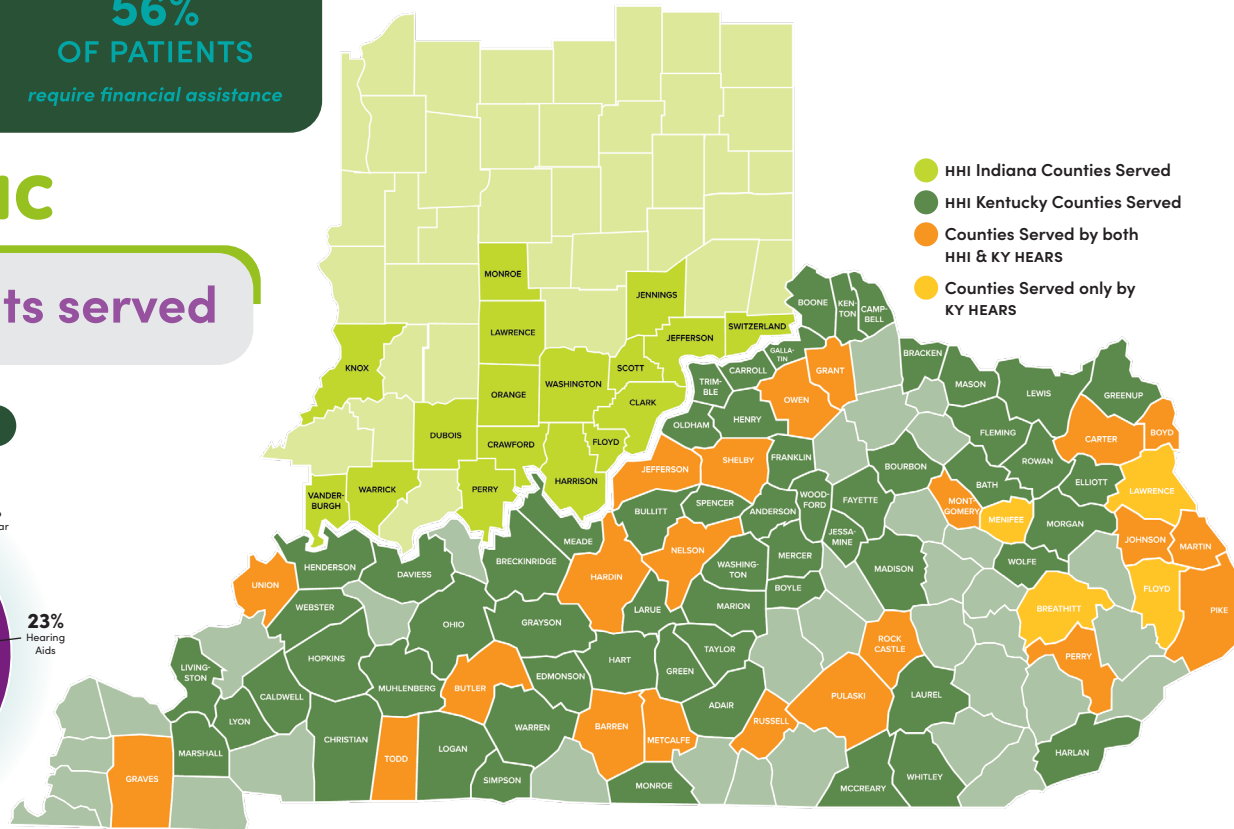 56%
OF PATIENTS
require financial assistance
ic
ts served
23%
Hearing
Aids
HHI Indiana Counties Served
HHI Kentucky Counties Served
Counties Served by both
HHI & KY HEARS
Counties Served only by
KY HEARS
MONROE
JENNINGS
LAWRENCE
JEFFERSON
SWITZERLAND
KNOX
ORANGE
WASHINGTON
SCOTT
CLARK
DUBOIS
CRAWFORD
FLOYD
VANDER-
BURGH
WARRICK
PERRY
HARRISON
BOONE
KEN-
TON
CAMP-
BELL
GALLA-
TIN
CARROLL
GRANT
BRACKEN
TRIM-
BLE
OWEN
MASON
LEWIS
GREENUP
OLDHAM
HENRY
FLEMING
CARTER
BOYD
JEFFERSON
SHELBY
FRANKLIN
BOURBON
ROWAN
BATH
ELLIOTT
LAWRENCE
BULLITT
SPENCER
ANDERSON
WOOD-
FORD
FAYETTE
MONT-
GOMERY
MENIFEE
MORGAN
JESSA-
MINE
JOHNSON
MARTIN
MEADE
NELSON
WASHING-
TON
MERCER
BRECKINRIDGE
HENDERSON
DAVIESS
UNION
HARDIN
MADISON
WOLFE
BOYLE
FLOYD
WEBSTER
LARUE
MARION
BREATHITT
PIKE
OHIO
GRAYSON
ROCK
CASTLE
HOPKINS
HART
TAYLOR
GREEN
PERRY
LIVING-
STON
MUHLENBERG
BUTLER
EDMONSON
CALDWELL
PULASKI
LAUREL
LYON
ADAIR
WARREN
BARREN
RUSSELL
CHRISTIAN
METCALFE
MARSHALL
LOGAN
TODD
HARLAN
GRAVES
SIMPSON
MONROE
MCCREARY
WHITLEY